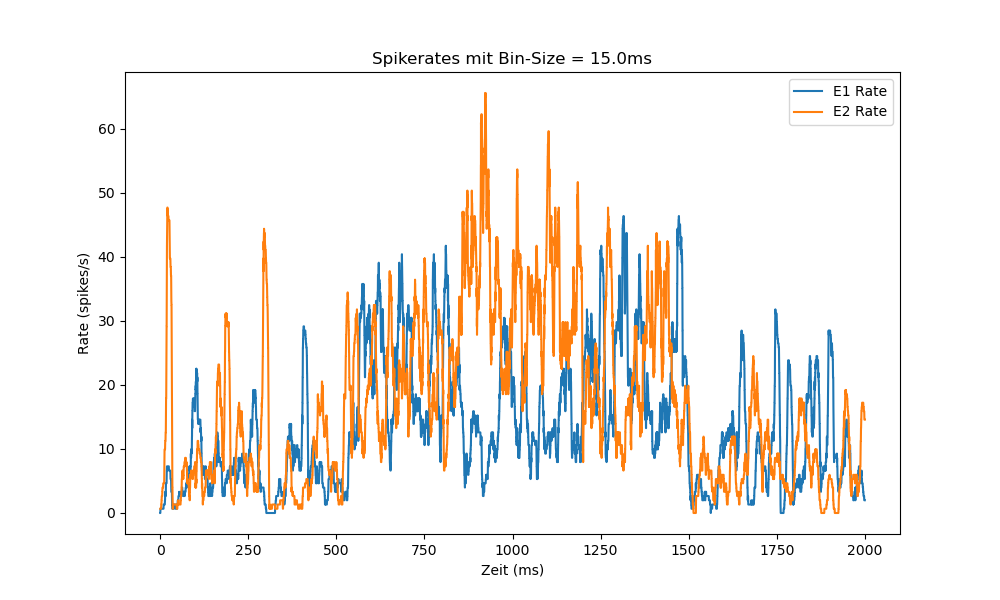 Spikerates mit Bin-Size = 15.0ms
E1 Rate
E2 Rate
Rate (spikes/s)
60
50
40
30
20
10
0
0 250 500 750 1000 1250 1500 1750 2000
Zeit (ms)